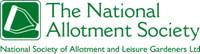 The National
Allotment Society
National Society of Allotment and Leisure Gardeners Ltd